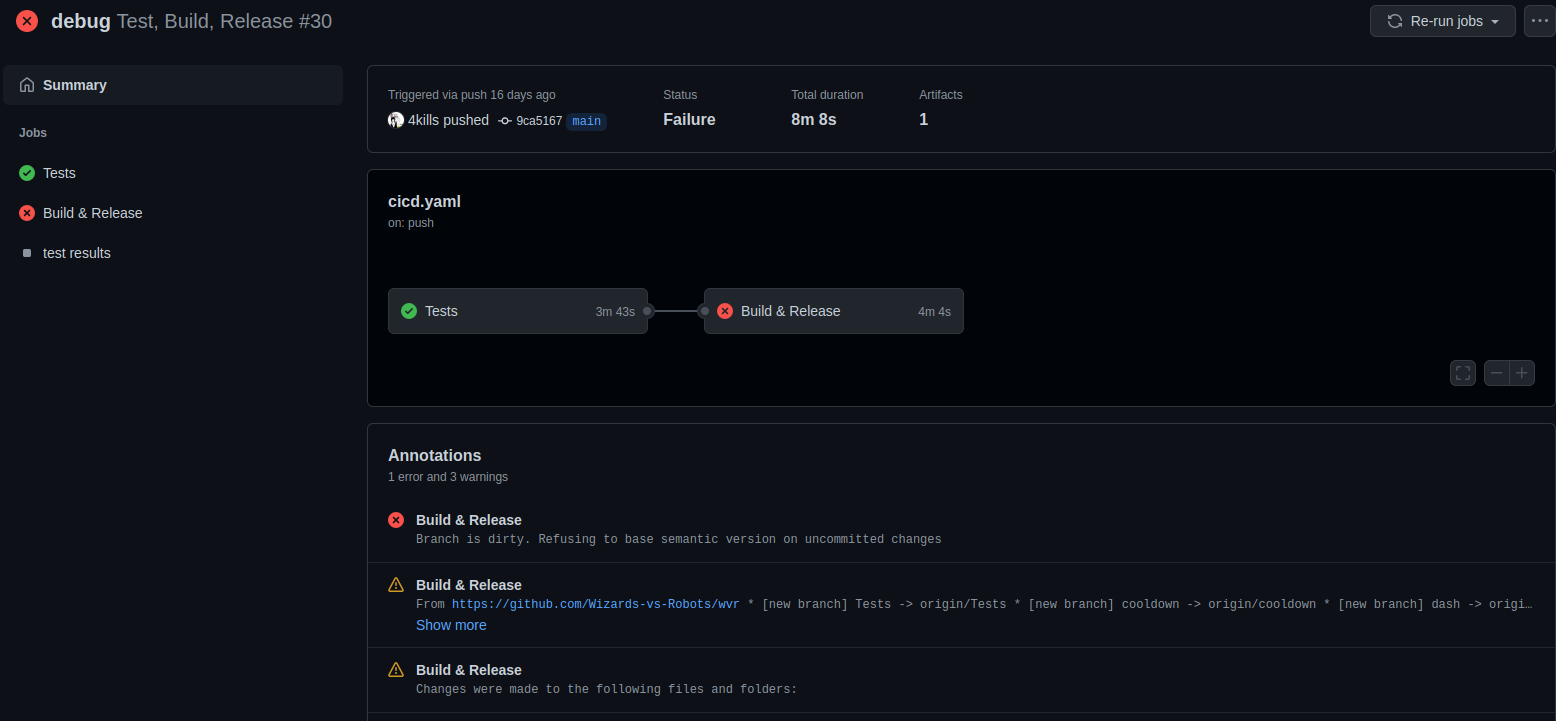 debug Test, Build, Release #30
Re-run jobs
Summary
Jobs
Tests
Build & Release
test results
Triggered via push 16 days ago
4kills pushed 9ca5167 main
Status
Failure
Total duration
8m 8s
Artifacts
1
cicd.yaml
on: push
Tests 3m 43s
Build & Release 4m 4s
Annotations
1 error and 3 warnings
Build & Release
Branch is dirty. Refusing to base semantic version on uncommitted changes
Build & Release
From https://github.com/Wizards-vs-Robots/wvr * [new branch] Tests -> origin/Tests * [new branch] cooldown -> origin/cooldown * [new branch] dash -> origi…
Show more
Build & Release
Changes were made to the following files and folders: